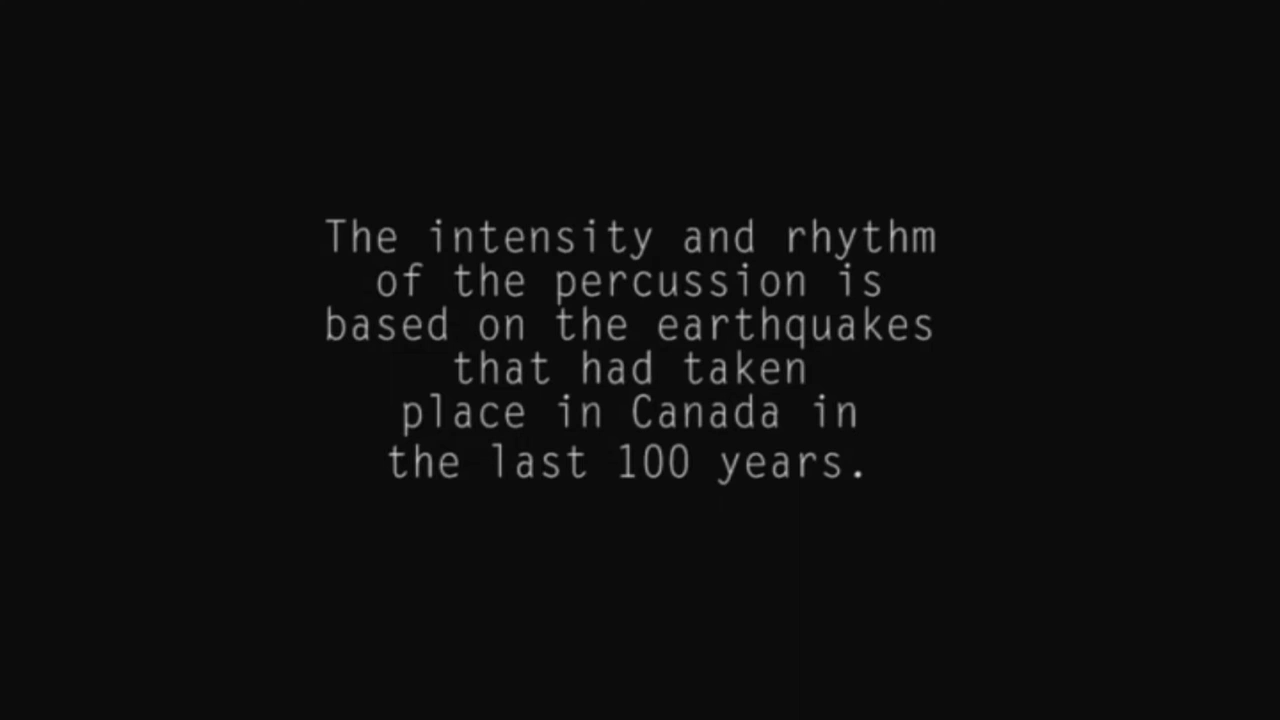 The intensity and rhythm
of the percussion is
based on the earthquakes
that had taken
place in Canada in
the last 100 years.